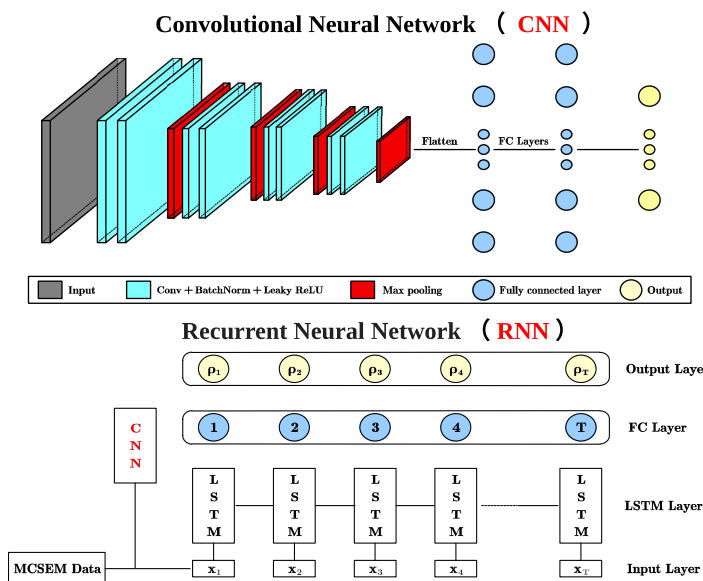 Convolutional Neural Network ( CNN )
Flatten
FC Layers
Input
Conv + BatchNorm + Leaky ReLU
Max pooling
Fully connected layer
Output
Recurrent Neural Network ( RNN )
ρ₁ ρ₂ ρ₃ ρ₄ ρ_T Output Laye
1 2 3 4 T FC Layer
C
N
N
L L L L L
S S S S S
T T T T T
M M M M M
LSTM Layer
MCSEM Data
x₁ x₂ x₃ x₄ x_T Input Layer